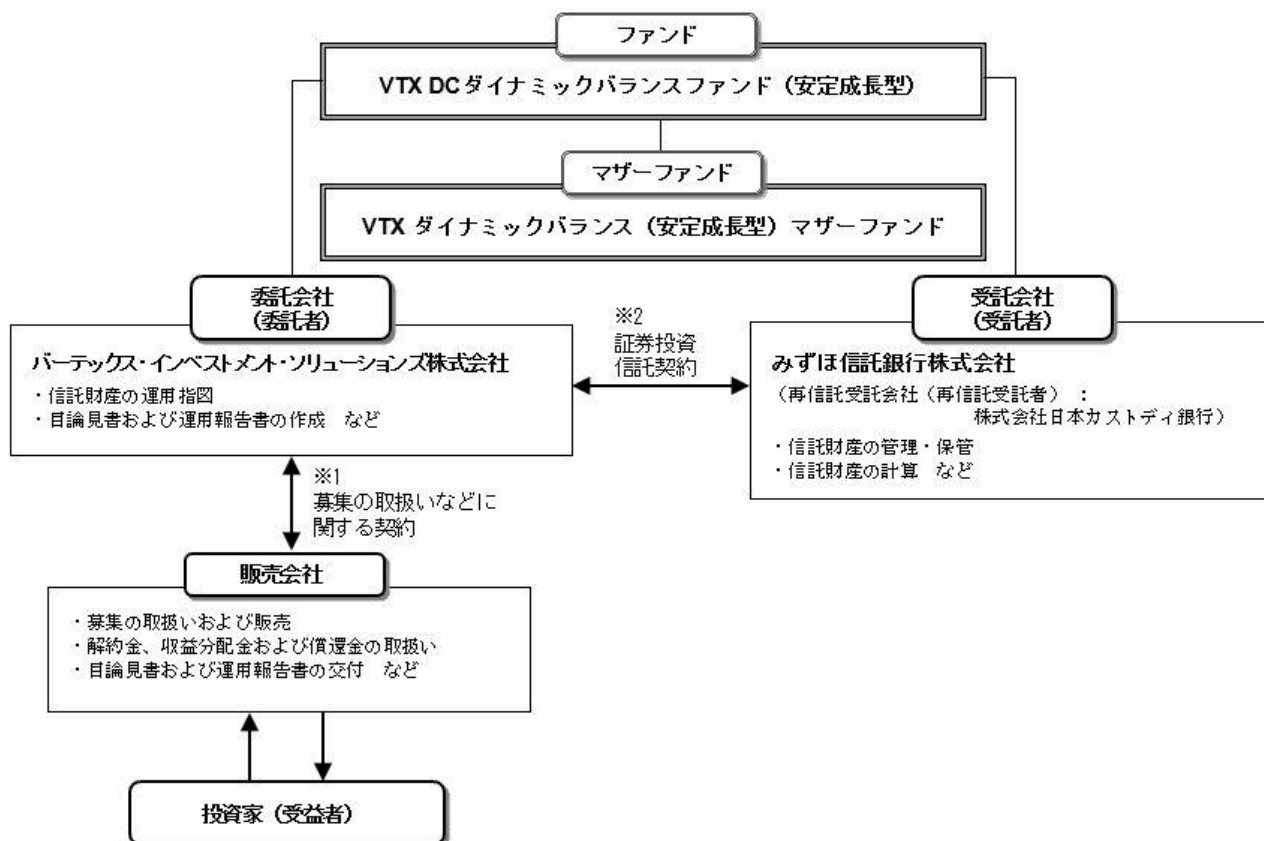 ファンド
VTX DCダイナミックバランスファンド（安定成長型）
マザーファンド
VTX ダイナミックバランス（安定成長型）マザーファンド
委託会社
（委託者）
バーテックス・インベストメント・ソリューションズ株式会社
・信託財産の運用指図
・目論見書および運用報告書の作成　など
※2
証券投資
信託契約
受託会社
（受託者）
みずほ信託銀行株式会社
（再信託受託会社（再信託受託者）：
株式会社日本カストディ銀行）
・信託財産の管理・保管
・信託財産の計算　など
※1
募集の取扱いなどに
関する契約
販売会社
・募集の取扱いおよび販売
・解約金、収益分配金および償還金の取扱い
・目論見書および運用報告書の交付　など
投資家（受益者）